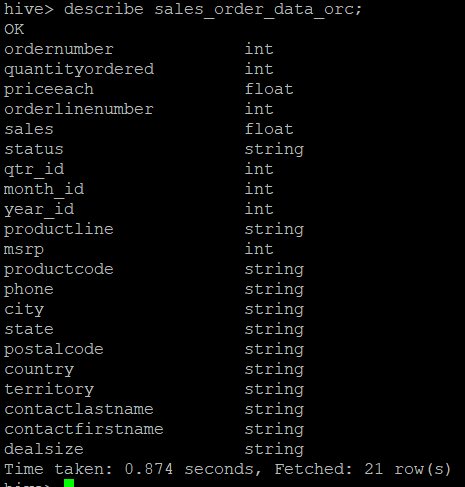 hive> describe sales_order_data_orc;
OK
ordernumber int
quantityordered int
priceeach float
orderlinenumber int
sales float
status string
qtr_id int
month_id int
year_id int
productline string
msrp int
productcode string
phone string
city string
state string
postalcode string
country string
territory string
contactlastname string
contactfirstname string
dealsize string
Time taken: 0.874 seconds, Fetched: 21 row(s)
hive>